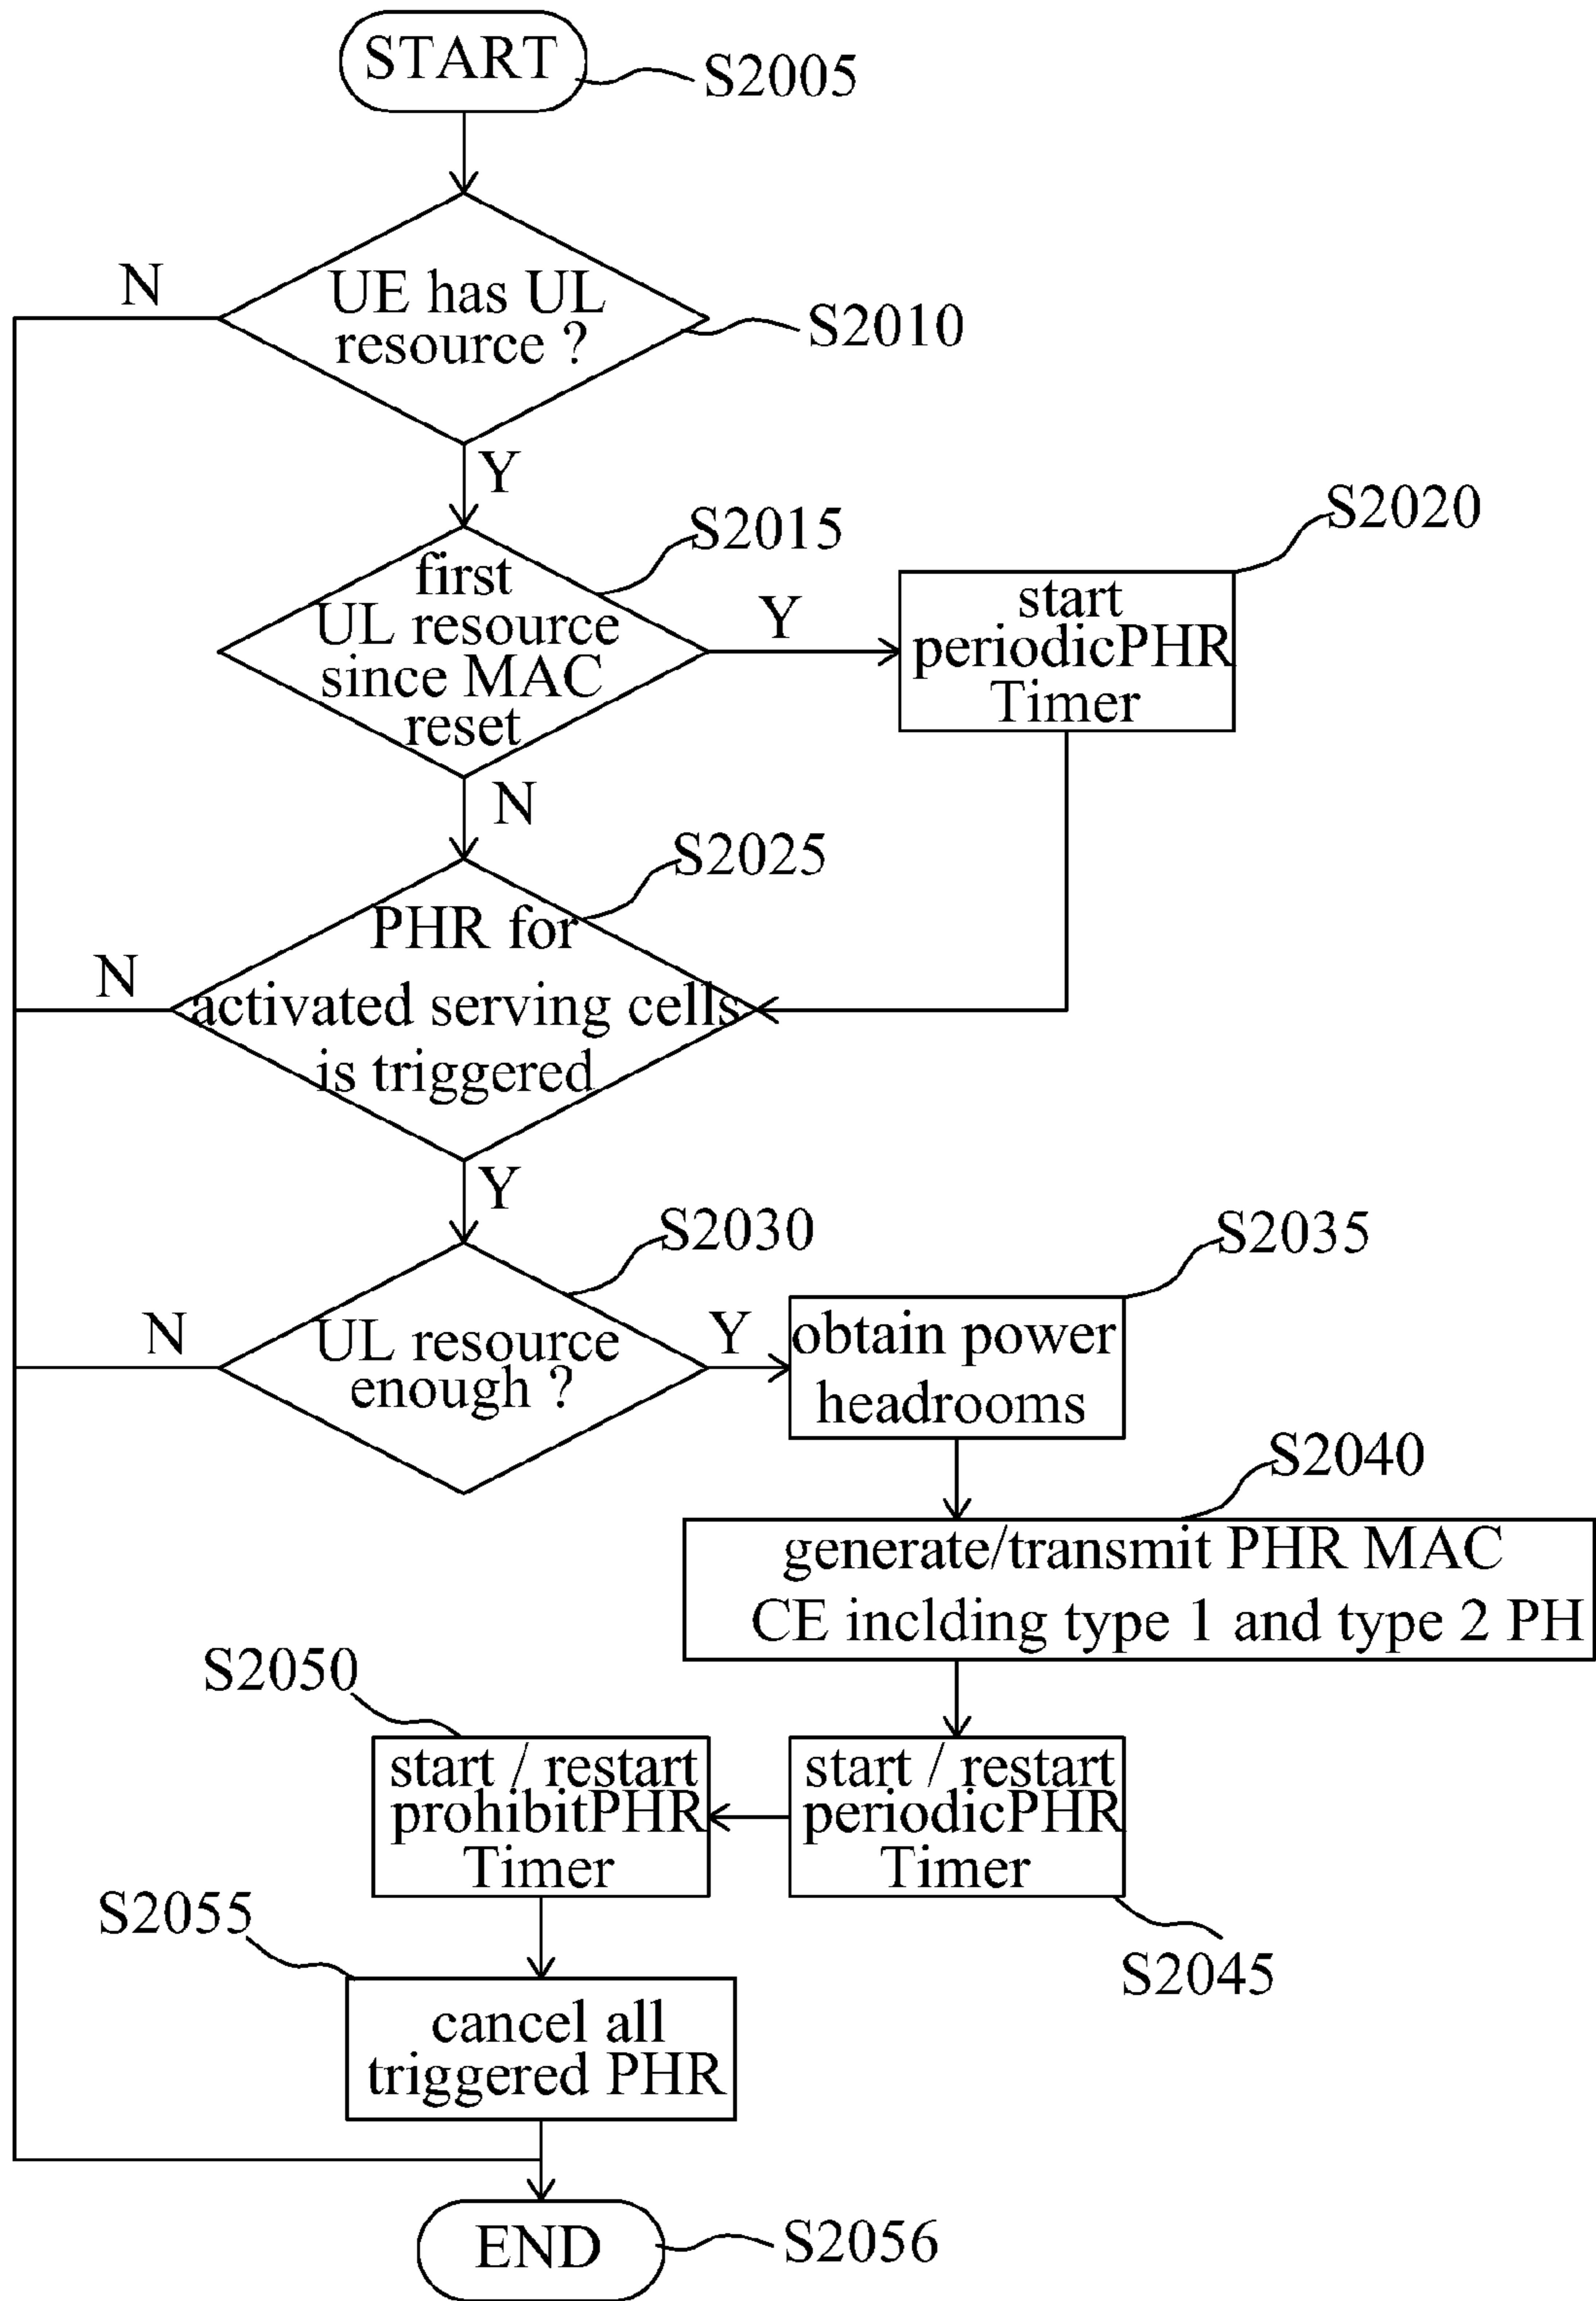 START
S2005
N
UE has UL
resource ?
S2010
Y
S2015
first
UL resource
since MAC
reset
Y
S2020
start
periodicPHR
Timer
N
S2025
PHR for
activated serving cells
is triggered
N
Y
S2030
UL resource
enough ?
N
Y
S2035
obtain power
headrooms
S2040
generate/transmit PHR MAC
CE inclding type 1 and type 2 PH
S2050
start / restart
prohibitPHR
Timer
start / restart
periodicPHR
Timer
S2045
S2055
cancel all
triggered PHR
END
S2056